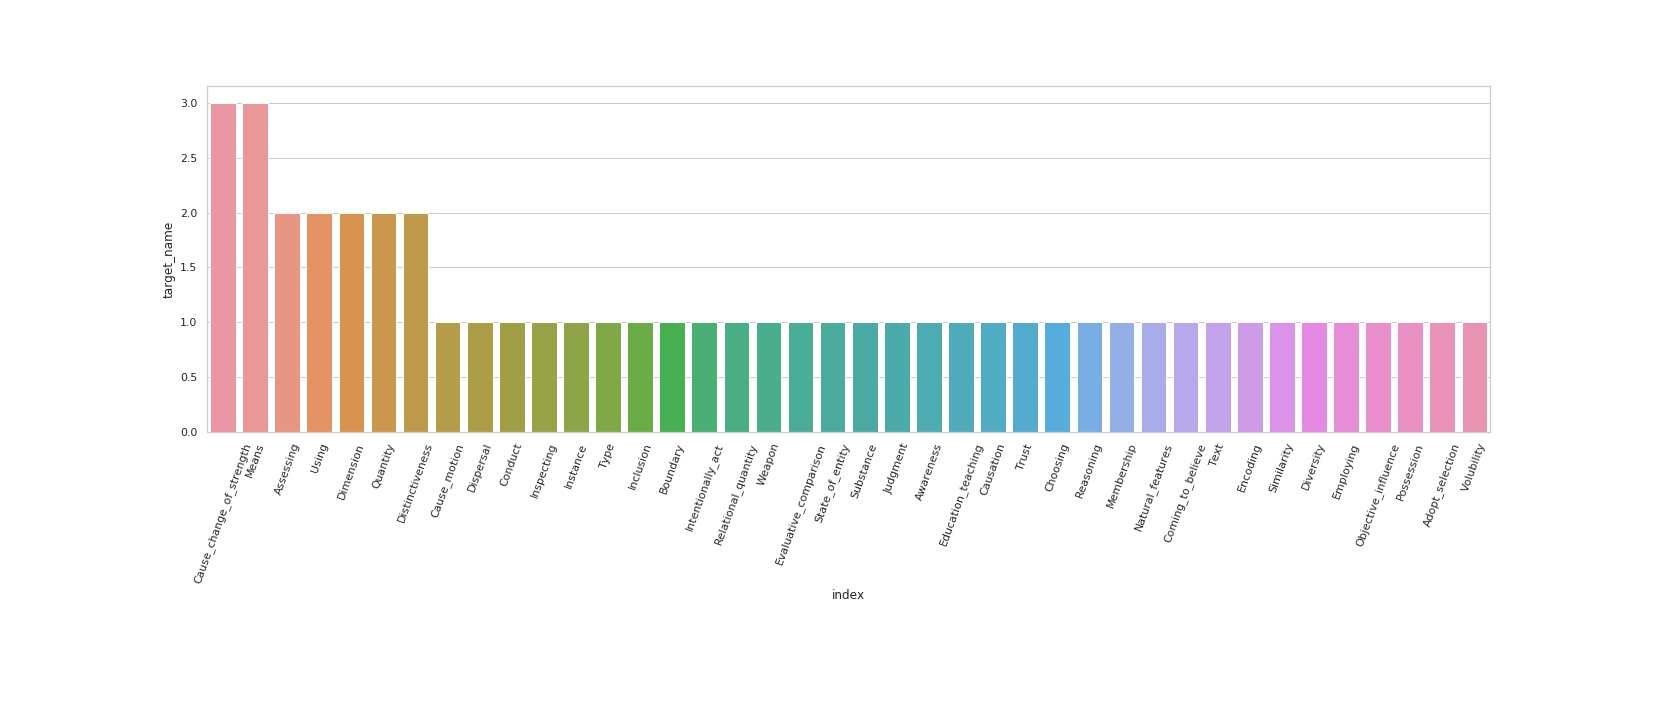 3.0
2.5
2.0
1.5
1.0
0.5
0.0
target_name
Cause_change_of_strength
Means
Assessing
Using
Dimension
Quantity
Distinctiveness
Cause_motion
Dispersal
Conduct
Inspecting
Instance
Type
Inclusion
Boundary
Intentionally_act
Relational_quantity
Weapon
Evaluative_comparison
State_of_entity
Substance
Judgment
Awareness
Education_teaching
Causation
Trust
Choosing
Reasoning
Membership
Natural_features
Coming_to_believe
Text
Encoding
Similarity
Diversity
Employing
Objective_influence
Possession
Adopt_selection
Volubility
index